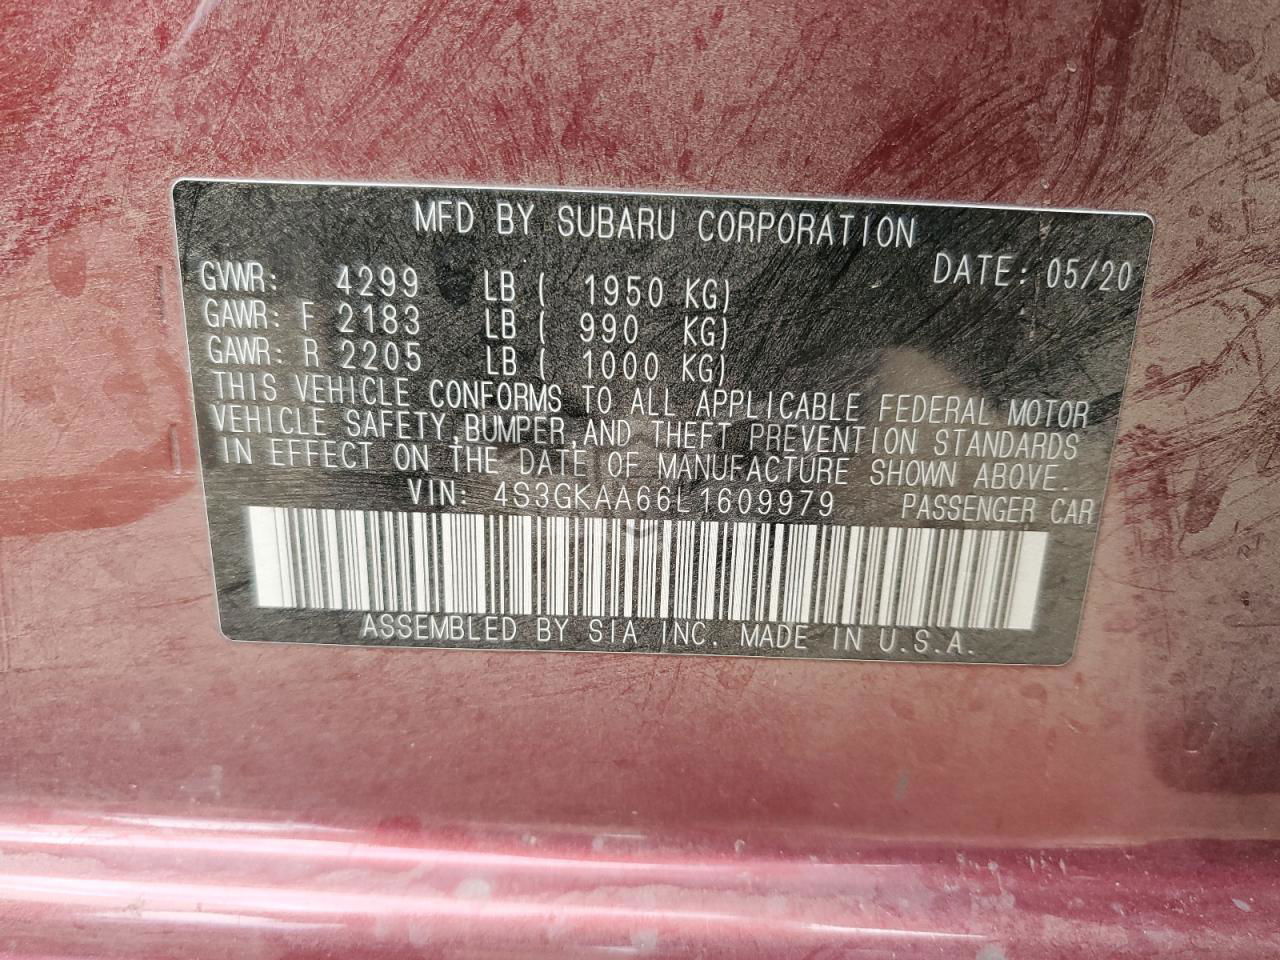 MFD BY SUBARU CORPORATION
DATE: 05/20
GVWR: 4299 LB ( 1950 KG)
GAWR: F 2183 LB ( 990 KG)
GAWR: R 2205 LB ( 1000 KG)
THIS VEHICLE CONFORMS TO ALL APPLICABLE FEDERAL MOTOR
VEHICLE SAFETY,BUMPER,AND THEFT PREVENTION STANDARDS
IN EFFECT ON THE DATE OF MANUFACTURE SHOWN ABOVE.
VIN: 4S3GKAA66L1609979 PASSENGER CAR
ASSEMBLED BY SIA INC. MADE IN U.S.A.